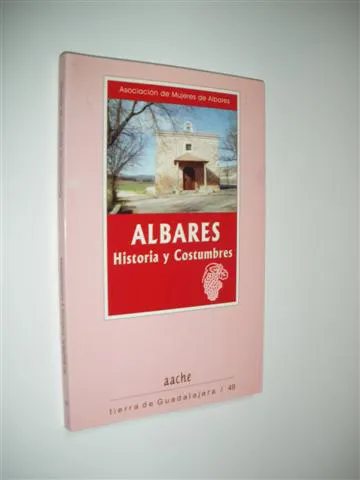 Asociación de Mujeres de Albares
ALBARES
Historia y Costumbres
aache
tierra de Guadalajara / 48